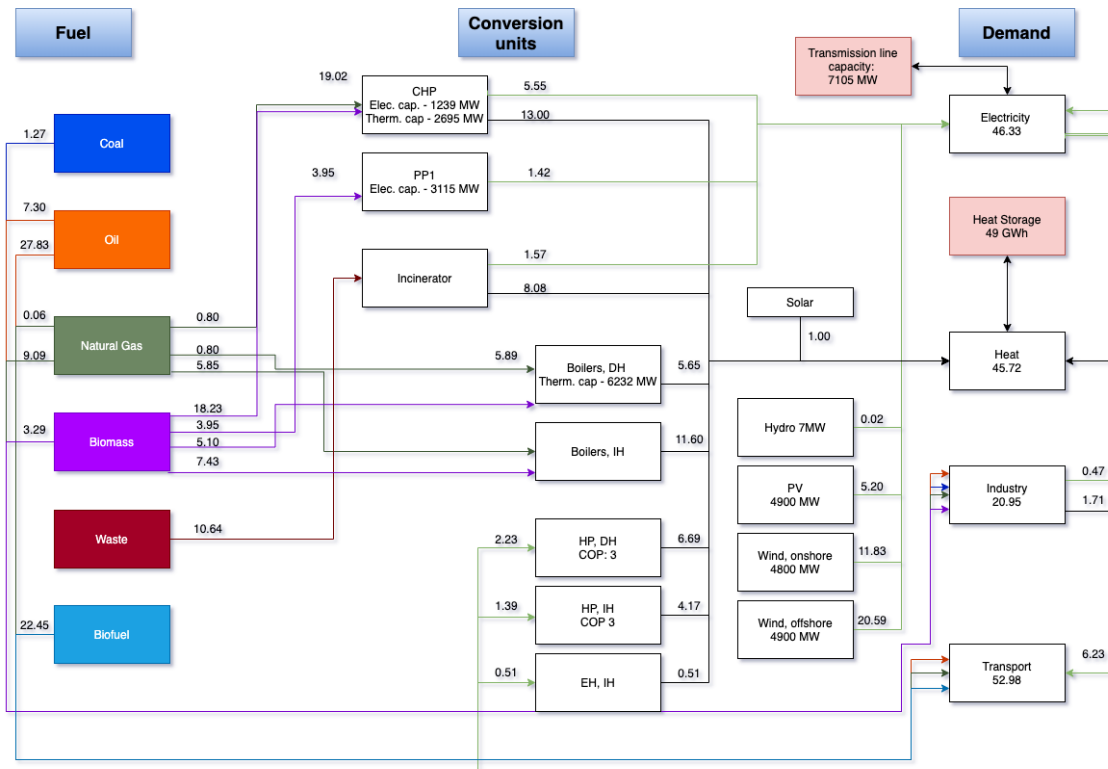 Fuel
Conversion
units
Demand
Transmission line
capacity:
7105 MW
19.02
CHP
Elec. cap. - 1239 MW
Therm. cap - 2695 MW
5.55
13.00
Electricity
46.33
1.27
Coal
3.95
PP1
Elec. cap. - 3115 MW
1.42
7.30
Oil
27.83
Heat Storage
49 GWh
Incinerator
1.57
8.08
Solar
1.00
0.06
Natural Gas
9.09
0.80
0.80
5.85
5.89
Boilers, DH
Therm. cap - 6232 MW
5.65
Heat
45.72
3.29
Biomass
18.23
3.95
5.10
7.43
Boilers, IH
11.60
Hydro 7MW
0.02
PV
4900 MW
5.20
Industry
20.95
0.47
1.71
Waste
10.64
2.23
HP, DH
COP: 3
6.69
Wind, onshore
4800 MW
11.83
22.45
Biofuel
1.39
HP, IH
COP 3
4.17
Wind, offshore
4900 MW
20.59
0.51
EH, IH
0.51
Transport
52.98
6.23